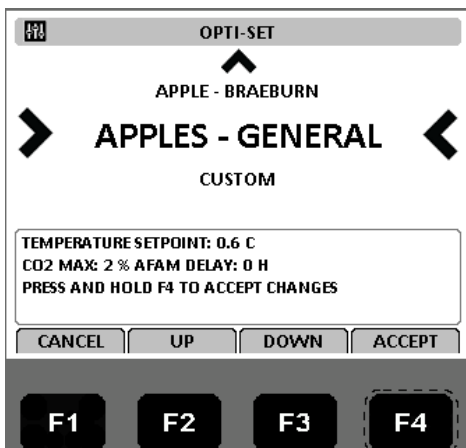 OPTI-SET
APPLE - BRAEBURN
APPLES - GENERAL
CUSTOM
TEMPERATURE SETPOINT: 0.6 C
CO2 MAX: 2 % AFAM DELAY: 0 H
PRESS AND HOLD F4 TO ACCEPT CHANGES
CANCEL UP DOWN ACCEPT
F1 F2 F3 F4